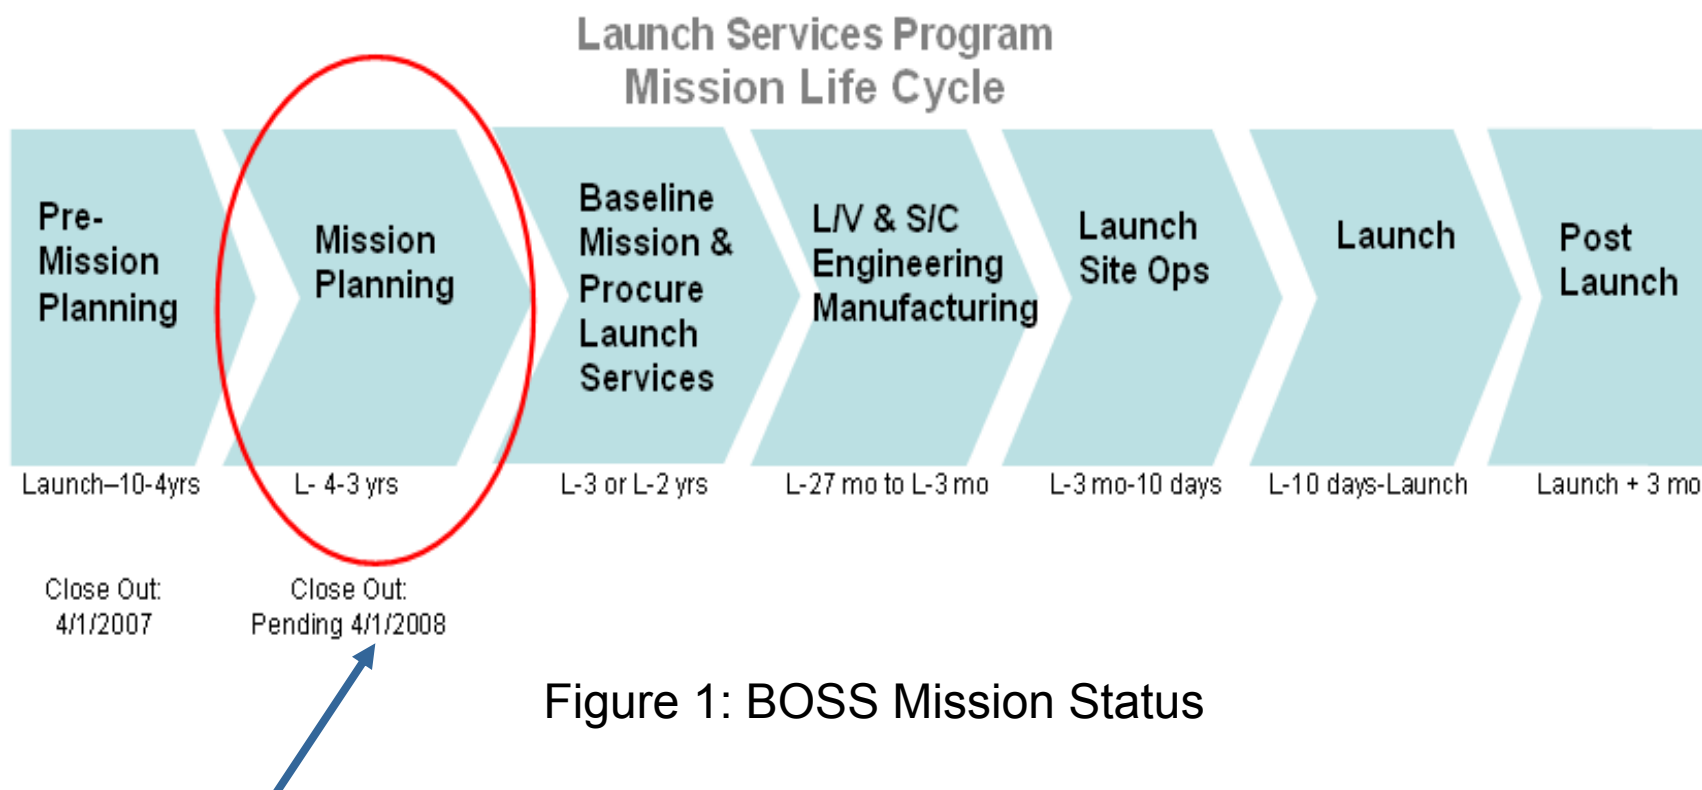 Launch Services Program
Mission Life Cycle
Pre-
Mission
Planning
Mission
Planning
Baseline
Mission &
Procure
Launch
Services
L/V & S/C
Engineering
Manufacturing
Launch
Site Ops
Launch
Post
Launch
Launch–10-4yrs
L- 4-3 yrs
L-3 or L-2 yrs
L-27 mo to L-3 mo
L-3 mo-10 days
L-10 days-Launch
Launch + 3 mo
Close Out:
4/1/2007
Close Out:
Pending 4/1/2008
Figure 1: BOSS Mission Status